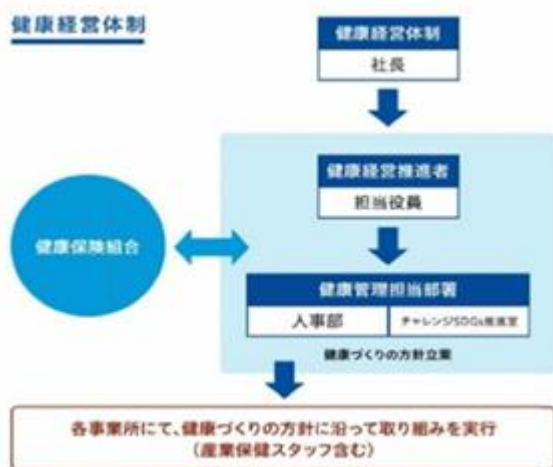 健康経営体制
健康経営体制
社長
健康経営推進者
担当役員
健康保険組合
健康管理担当部署
人事部
チャレンジSDGs推進室
健康づくりの方針立案
各事業所にて、健康づくりの方針に沿って取り組みを実行
(産業保健スタッフ含む)